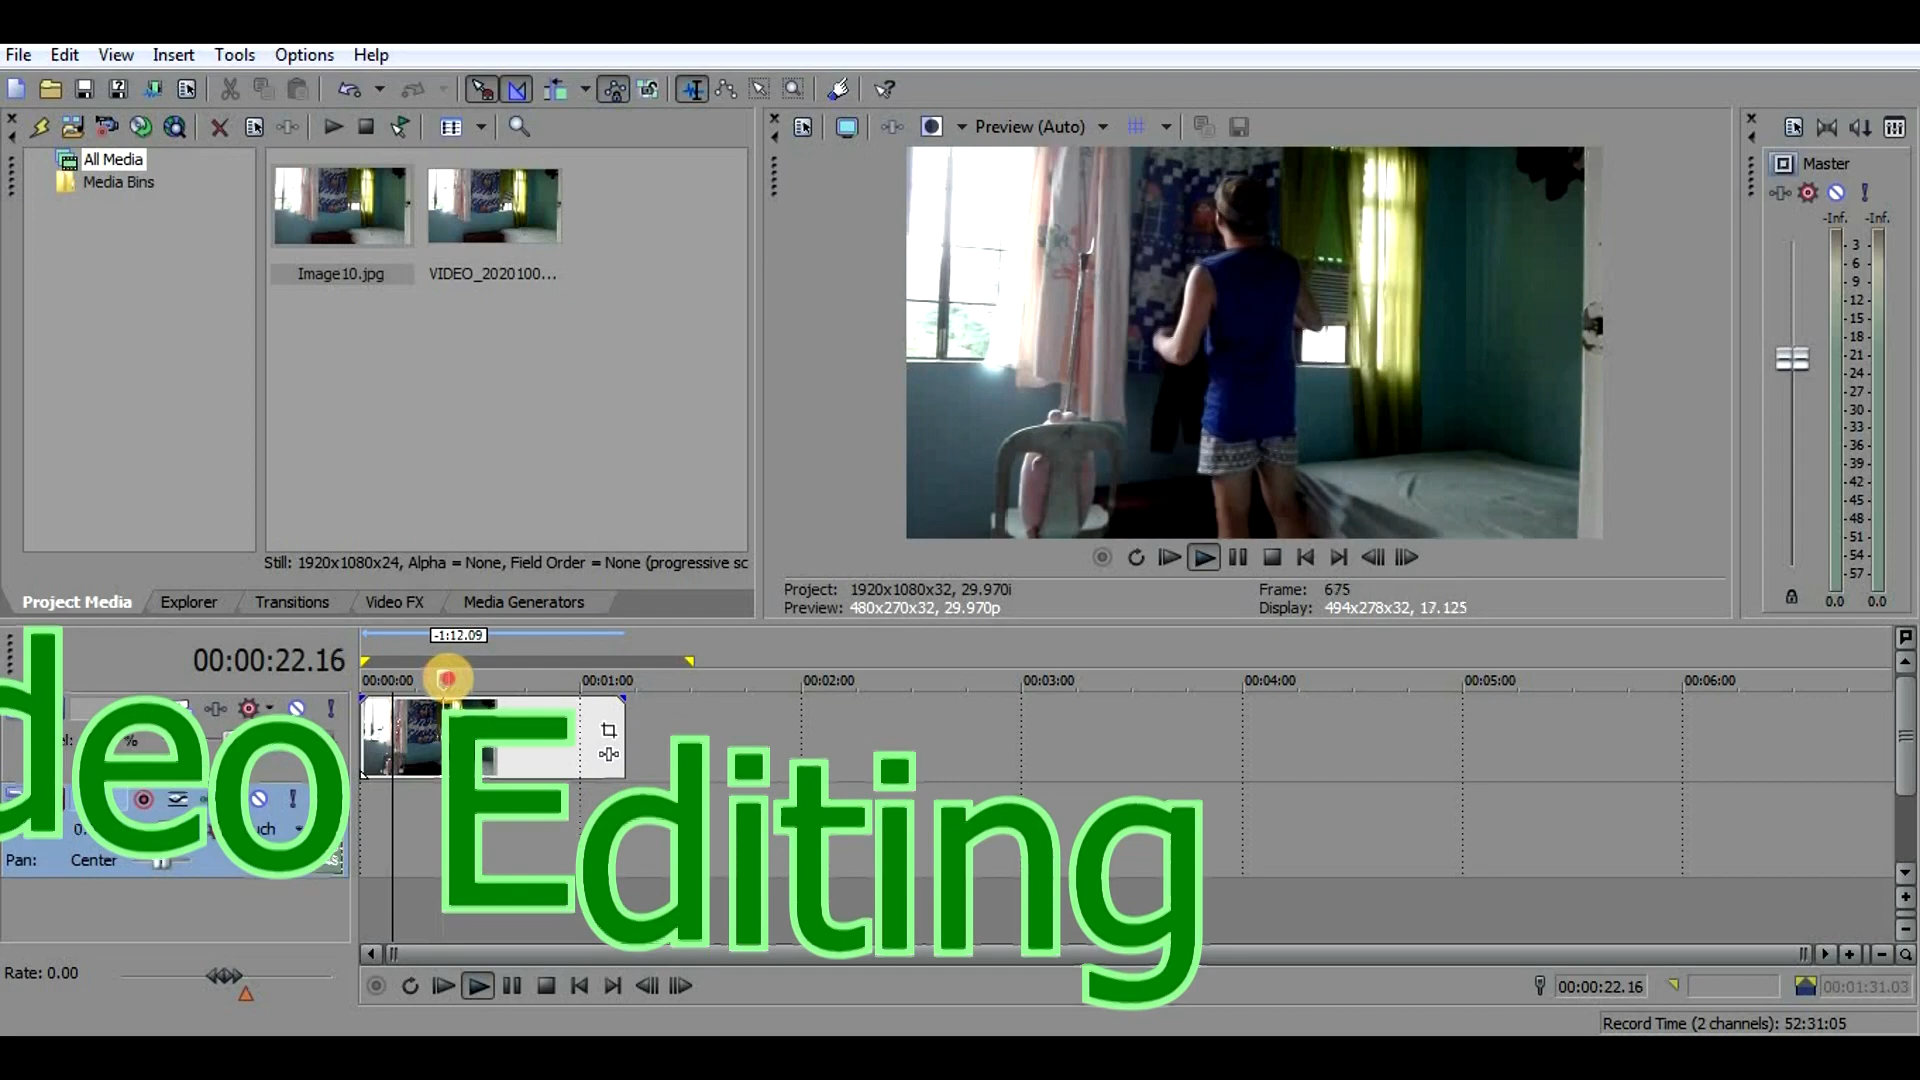 File Edit View Insert Tools Options Help
Preview (Auto)
All Media
Media Bins
Image10.jpg
VIDEO_2020100...
Master
-Inf. -Inf.
3
6
9
12
15
18
21
24
27
30
33
36
39
42
45
48
51
54
57
0.0 0.0
Still: 1920x1080x24, Alpha = None, Field Order = None (progressive sc
Project Media Explorer Transitions Video FX Media Generators
Project: 1920x1080x32, 29.970i
Preview: 480x270x32, 29.970p
Frame: 675
Display: 494x278x32, 17.125
-1:12.09
00:00:22.16
00:00:00 00:01:00 00:02:00 00:03:00 00:04:00 00:05:00 00:06:00
%
deo Editing
Pan: Center
Rate: 0.00
00:00:22.16
00:01:31.03
Record Time (2 channels): 52:31:05